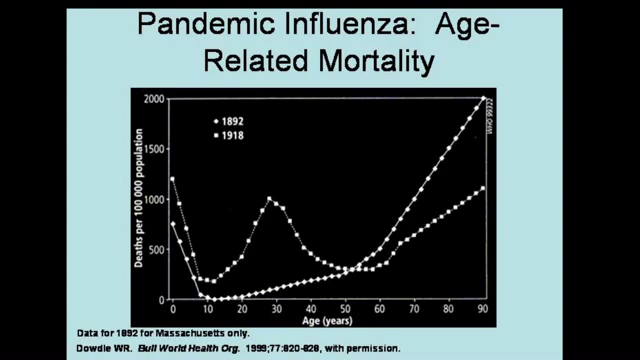 Pandemic Influenza: Age-
Related Mortality
2000
1500
1000
500
0
Deaths per 100 000 population
1892
1918
WHO 99322
0 10 20 30 40 50 60 70 80 90
Age (years)
Data for 1892 for Massachusetts only.
Dowdle WR. Bull World Health Org. 1999;77:820-828, with permission.